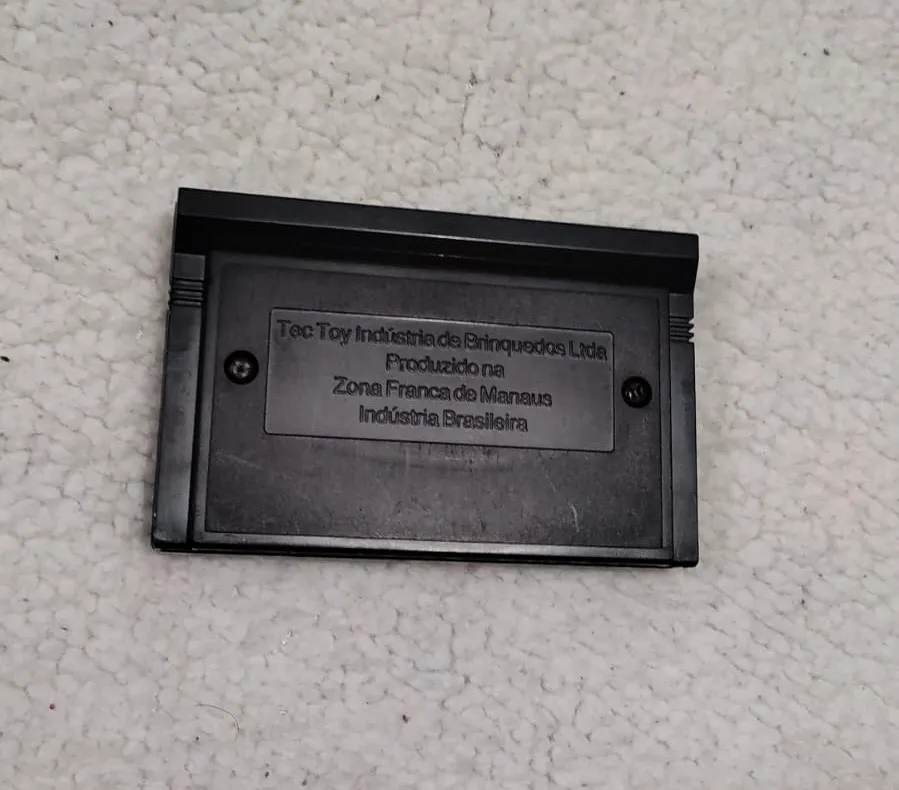 Tec Toy Indústria de Brinquedos Ltda
Produzido na
Zona Franca de Manaus
Indústria Brasileira